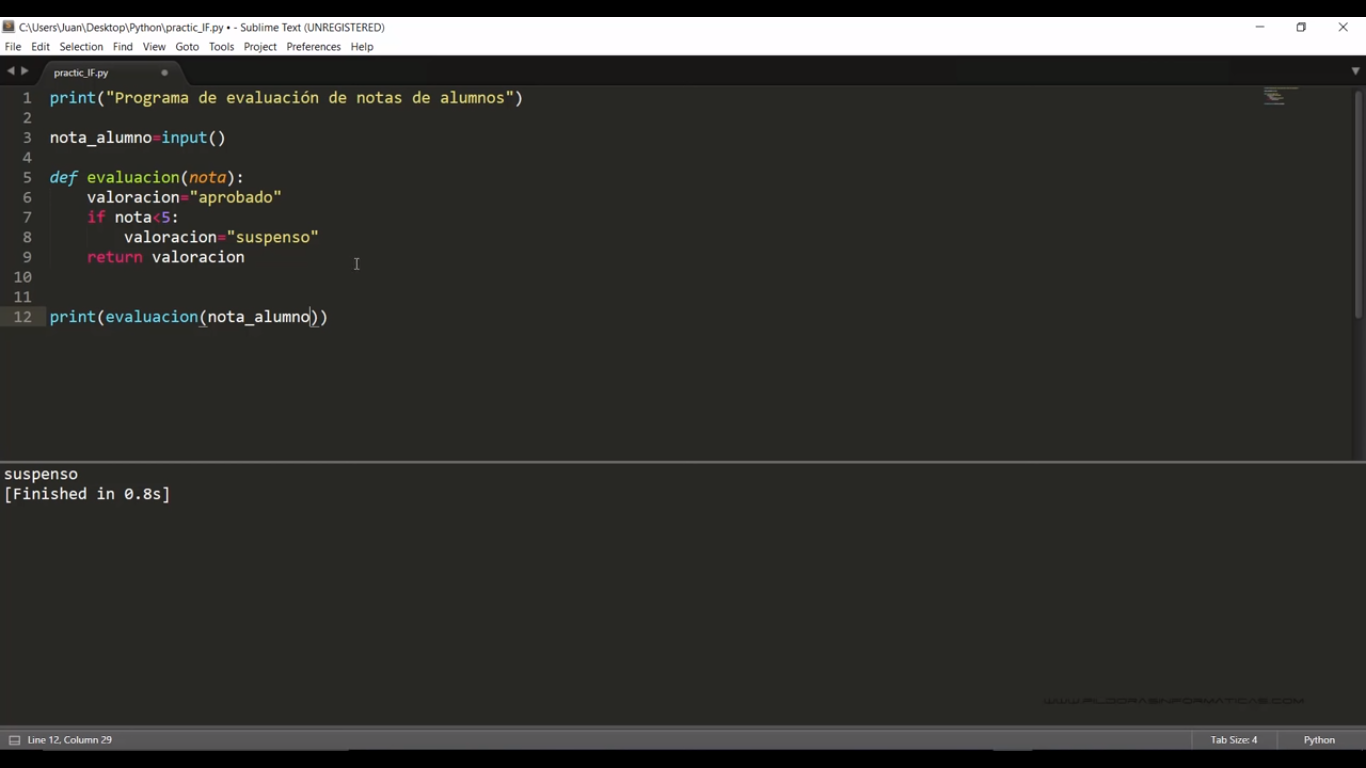 C:\Users\Juan\Desktop\Python\practic_IF.py • - Sublime Text (UNREGISTERED)
File Edit Selection Find View Goto Tools Project Preferences Help
practic_IF.py
1 print("Programa de evaluación de notas de alumnos")
2
3 nota_alumno=input()
4
5 def evaluacion(nota):
6 valoracion="aprobado"
7 if nota<5:
8 valoracion="suspenso"
9 return valoracion
10
11
12 print(evaluacion(nota_alumno))
suspenso
[Finished in 0.8s]
WWW.PILDORASINFORMATICAS.COM
Line 12, Column 29 Tab Size: 4 Python